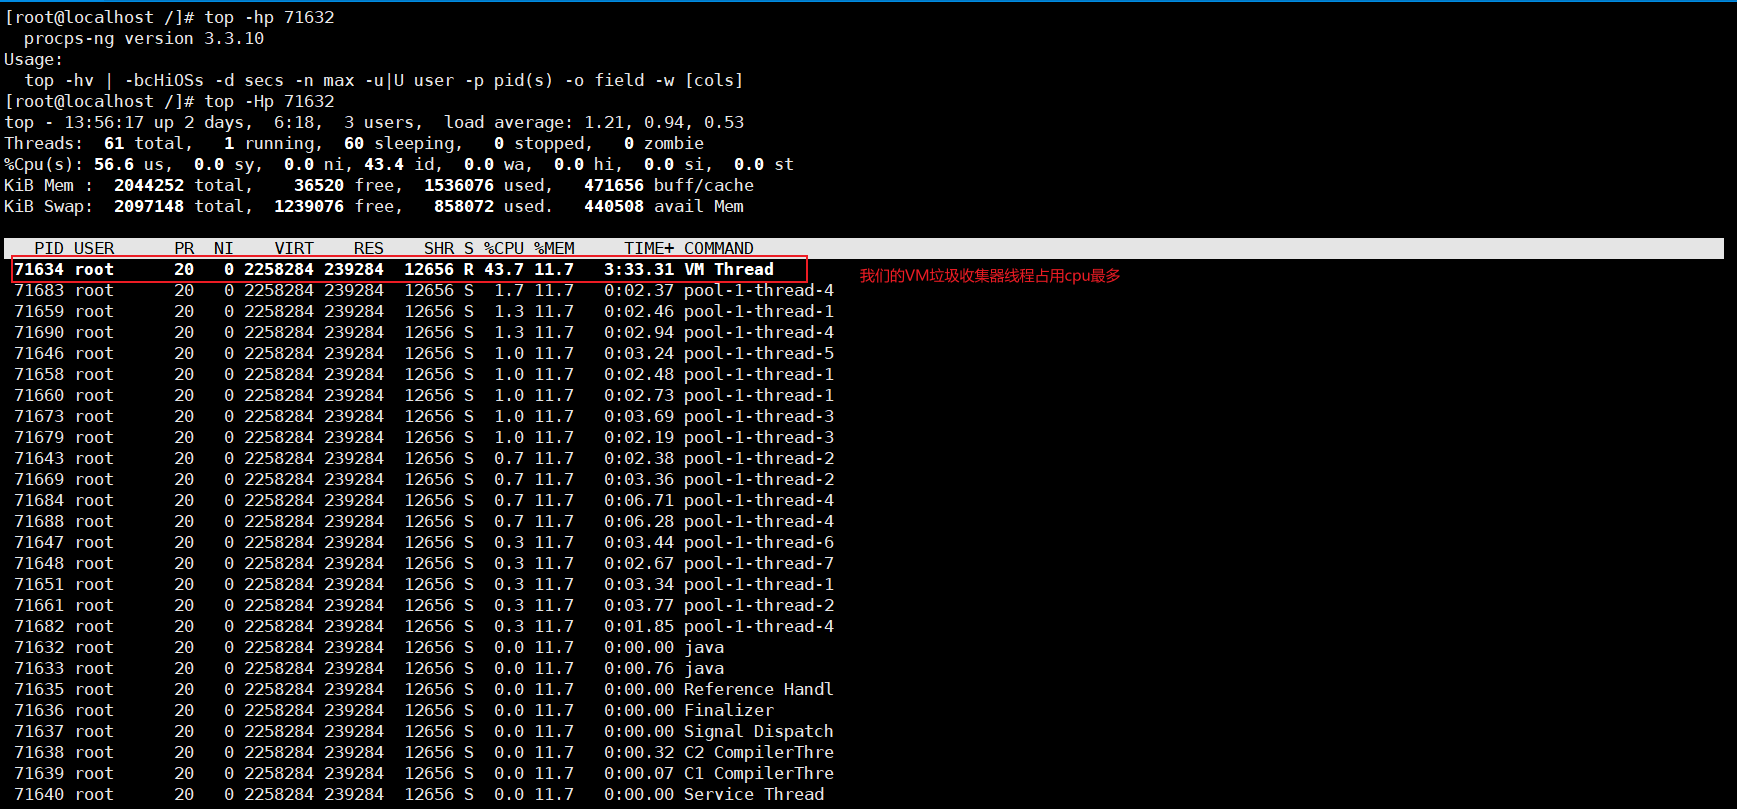 [root@localhost /]# top -hp 71632
  procps-ng version 3.3.10
Usage:
  top -hv | -bcHiOSs -d secs -n max -u|U user -p pid(s) -o field -w [cols]
[root@localhost /]# top -Hp 71632
top - 13:56:17 up 2 days,  6:18,  3 users,  load average: 1.21, 0.94, 0.53
Threads:  61 total,   1 running,  60 sleeping,   0 stopped,   0 zombie
%Cpu(s): 56.6 us,  0.0 sy,  0.0 ni, 43.4 id,  0.0 wa,  0.0 hi,  0.0 si,  0.0 st
KiB Mem :  2044252 total,    36520 free,  1536076 used,   471656 buff/cache
KiB Swap:  2097148 total,  1239076 free,   858072 used.   440508 avail Mem
   PID USER      PR  NI    VIRT    RES    SHR S %CPU %MEM     TIME+ COMMAND
 71634 root      20   0 2258284 239284  12656 R 43.7 11.7   3:33.31 VM Thread
我们的VM垃圾收集器线程占用cpu最多
 71683 root      20   0 2258284 239284  12656 S  1.7 11.7   0:02.37 pool-1-thread-4
 71659 root      20   0 2258284 239284  12656 S  1.3 11.7   0:02.46 pool-1-thread-1
 71690 root      20   0 2258284 239284  12656 S  1.3 11.7   0:02.94 pool-1-thread-4
 71646 root      20   0 2258284 239284  12656 S  1.0 11.7   0:03.24 pool-1-thread-5
 71658 root      20   0 2258284 239284  12656 S  1.0 11.7   0:02.48 pool-1-thread-1
 71660 root      20   0 2258284 239284  12656 S  1.0 11.7   0:02.73 pool-1-thread-1
 71673 root      20   0 2258284 239284  12656 S  1.0 11.7   0:03.69 pool-1-thread-3
 71679 root      20   0 2258284 239284  12656 S  1.0 11.7   0:02.19 pool-1-thread-3
 71643 root      20   0 2258284 239284  12656 S  0.7 11.7   0:02.38 pool-1-thread-2
 71669 root      20   0 2258284 239284  12656 S  0.7 11.7   0:03.36 pool-1-thread-2
 71684 root      20   0 2258284 239284  12656 S  0.7 11.7   0:06.71 pool-1-thread-4
 71688 root      20   0 2258284 239284  12656 S  0.7 11.7   0:06.28 pool-1-thread-4
 71647 root      20   0 2258284 239284  12656 S  0.3 11.7   0:03.44 pool-1-thread-6
 71648 root      20   0 2258284 239284  12656 S  0.3 11.7   0:02.67 pool-1-thread-7
 71651 root      20   0 2258284 239284  12656 S  0.3 11.7   0:03.34 pool-1-thread-1
 71661 root      20   0 2258284 239284  12656 S  0.3 11.7   0:03.77 pool-1-thread-2
 71682 root      20   0 2258284 239284  12656 S  0.3 11.7   0:01.85 pool-1-thread-4
 71632 root      20   0 2258284 239284  12656 S  0.0 11.7   0:00.00 java
 71633 root      20   0 2258284 239284  12656 S  0.0 11.7   0:00.76 java
 71635 root      20   0 2258284 239284  12656 S  0.0 11.7   0:00.00 Reference Handl
 71636 root      20   0 2258284 239284  12656 S  0.0 11.7   0:00.00 Finalizer
 71637 root      20   0 2258284 239284  12656 S  0.0 11.7   0:00.00 Signal Dispatch
 71638 root      20   0 2258284 239284  12656 S  0.0 11.7   0:00.32 C2 CompilerThre
 71639 root      20   0 2258284 239284  12656 S  0.0 11.7   0:00.07 C1 CompilerThre
 71640 root      20   0 2258284 239284  12656 S  0.0 11.7   0:00.00 Service Thread